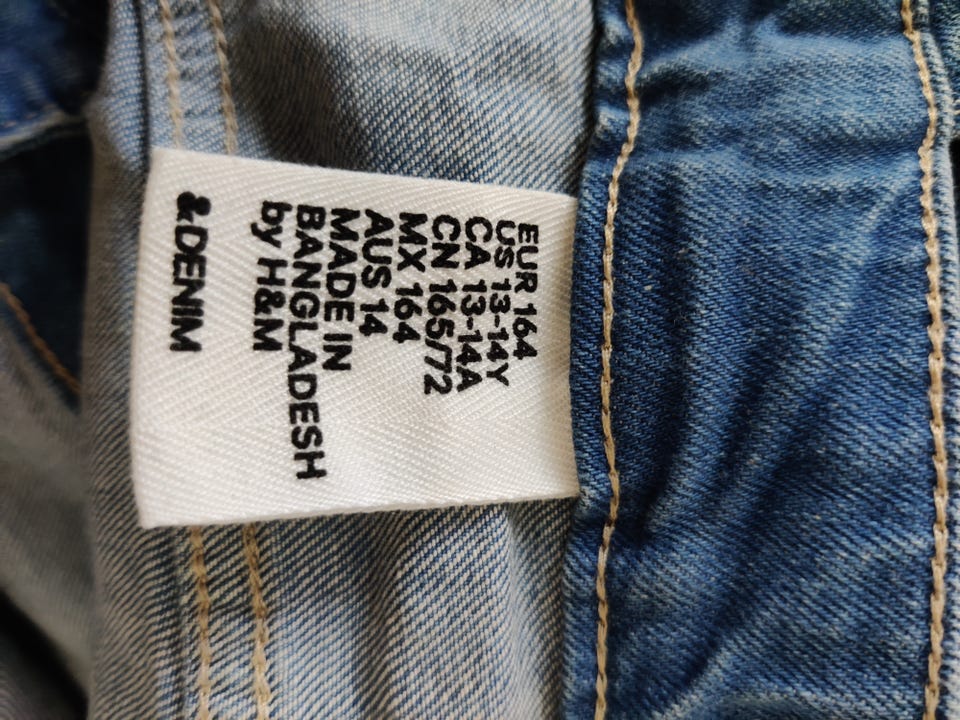 EUR 164
US 13-14Y
CA 13-14A
CN 165/72
MX 164
AUS 14
MADE IN
BANGLADESH
by H&M
&DENIM